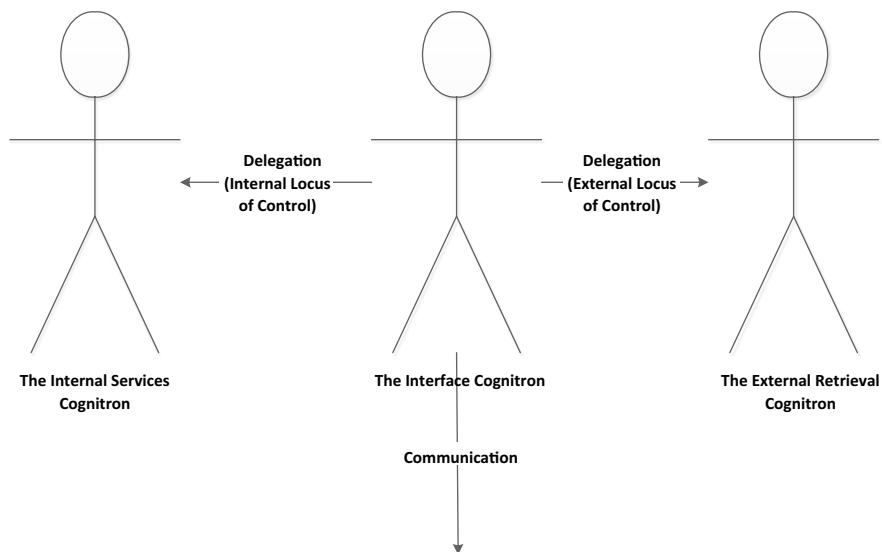 Delegation
(Internal Locus
of Control)
Delegation
(External Locus
of Control)
The Internal Services
Cognitron
The Interface Cognitron
The External Retrieval
Cognitron
Communication